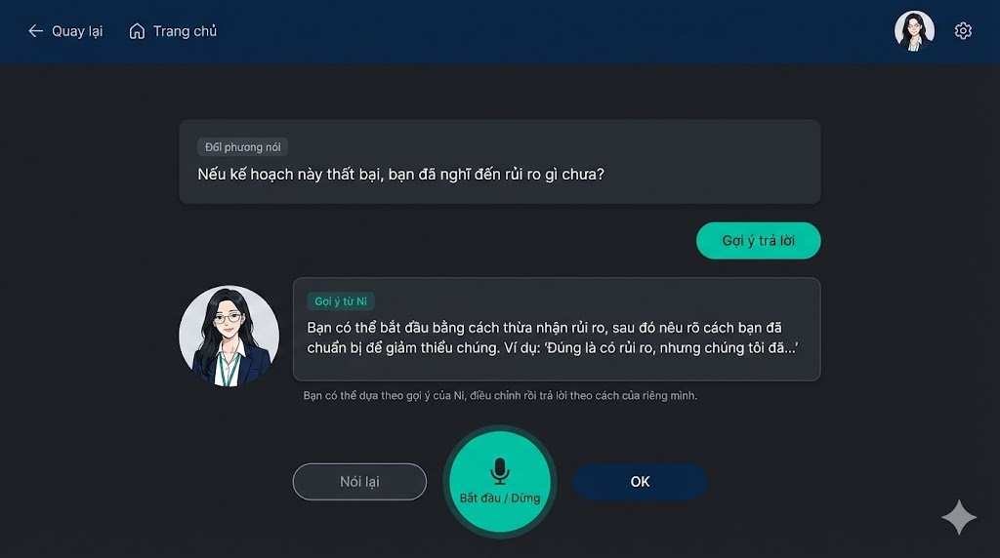 Quay lại
Trang chủ
Đối phương nói
Nếu kế hoạch này thất bại, bạn đã nghĩ đến rủi ro gì chưa?
Gợi ý trả lời
Gợi ý từ Ni
Bạn có thể bắt đầu bằng cách thừa nhận rủi ro, sau đó nêu rõ cách bạn đã
chuẩn bị để giảm thiểu chúng. Ví dụ: ‘Đúng là có rủi ro, nhưng chúng tôi đã...’
Bạn có thể dựa theo gợi ý của Ni, điều chỉnh rồi trả lời theo cách của riêng mình.
Nói lại
Bắt đầu / Dừng
OK